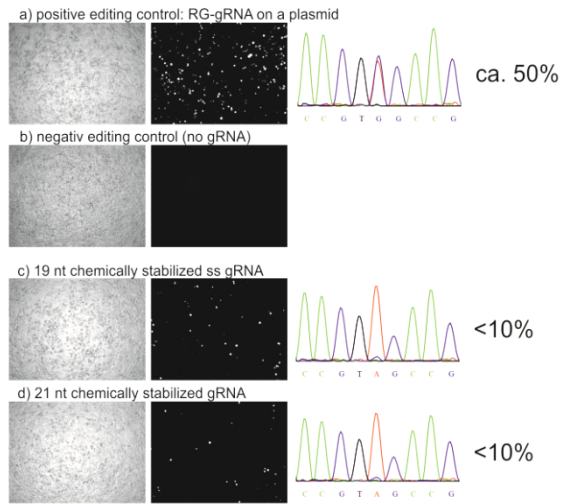 a) positive editing control: RG-gRNA on a plasmid
ca. 50%
C C G T G G C C G
b) negativ editing control (no gRNA)
c) 19 nt chemically stabilized ss gRNA
<10%
C C G T A G C C G
d) 21 nt chemically stabilized gRNA
<10%
C C G T A G C C G